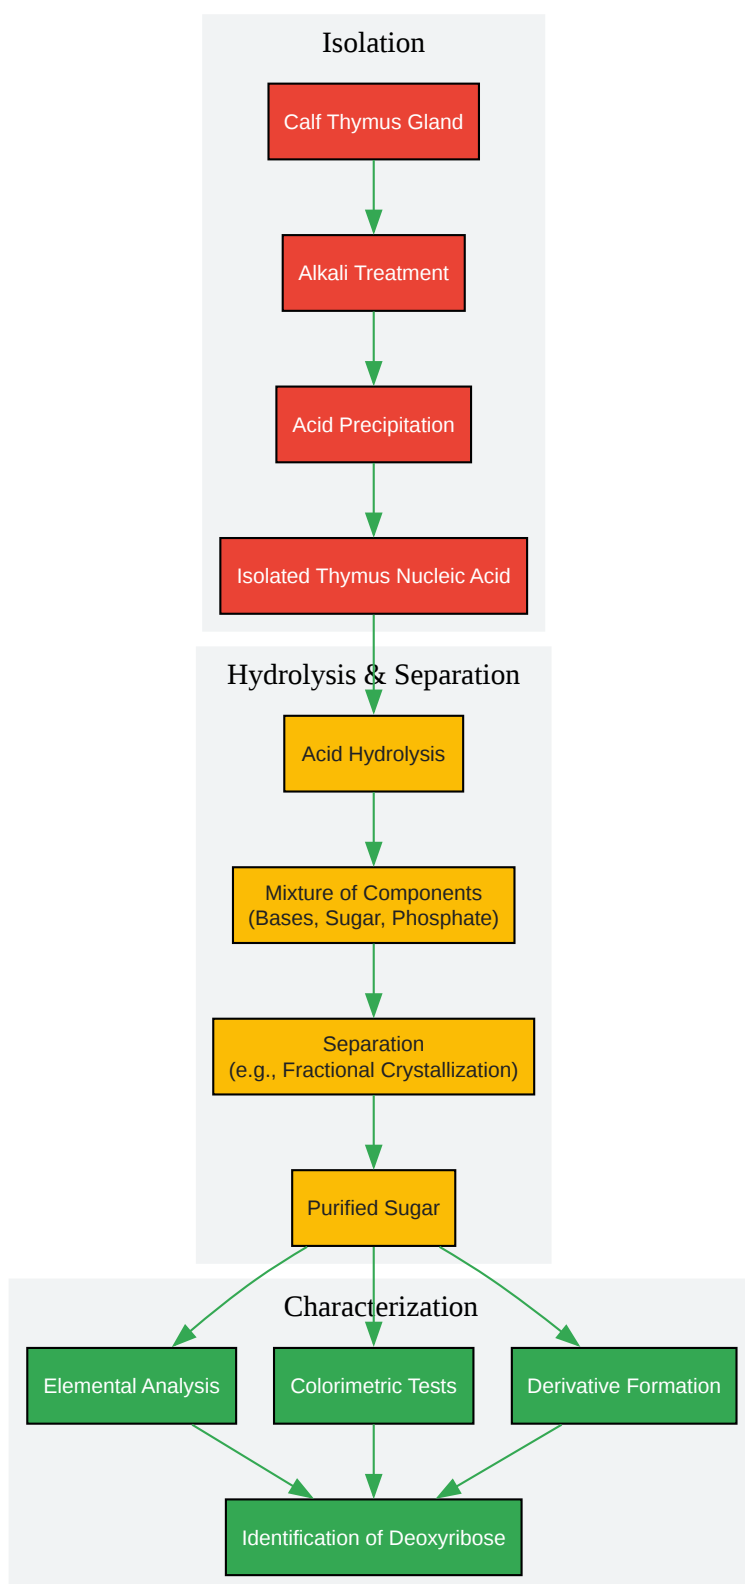 Isolation
Calf Thymus Gland
Alkali Treatment
Acid Precipitation
Isolated Thymus Nucleic Acid
Hydrolysis & Separation
Acid Hydrolysis
Mixture of Components
(Bases, Sugar, Phosphate)
Separation
(e.g., Fractional Crystallization)
Purified Sugar
Characterization
Elemental Analysis
Colorimetric Tests
Derivative Formation
Identification of Deoxyribose